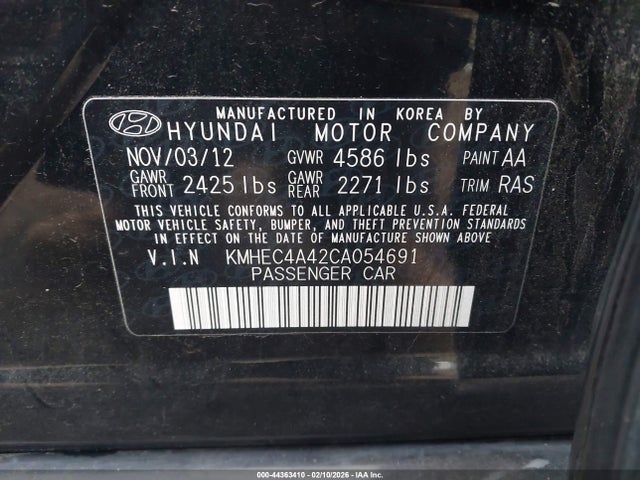 MANUFACTURED IN KOREA BY
HYUNDAI MOTOR COMPANY
NOV/03/12 GVWR 4586 lbs PAINT AA
GAWR FRONT 2425 lbs GAWR REAR 2271 lbs TRIM RAS
THIS VEHICLE CONFORMS TO ALL APPLICABLE U.S.A. FEDERAL
MOTOR VEHICLE SAFETY, BUMPER, AND THEFT PREVENTION
STANDARDS IN EFFECT ON THE DATE OF MANUFACTURE SHOWN ABOVE
V.I.N KMHEC4A42CA054691
PASSENGER CAR
000-44363410 - 02/10/2026 - IAA Inc.